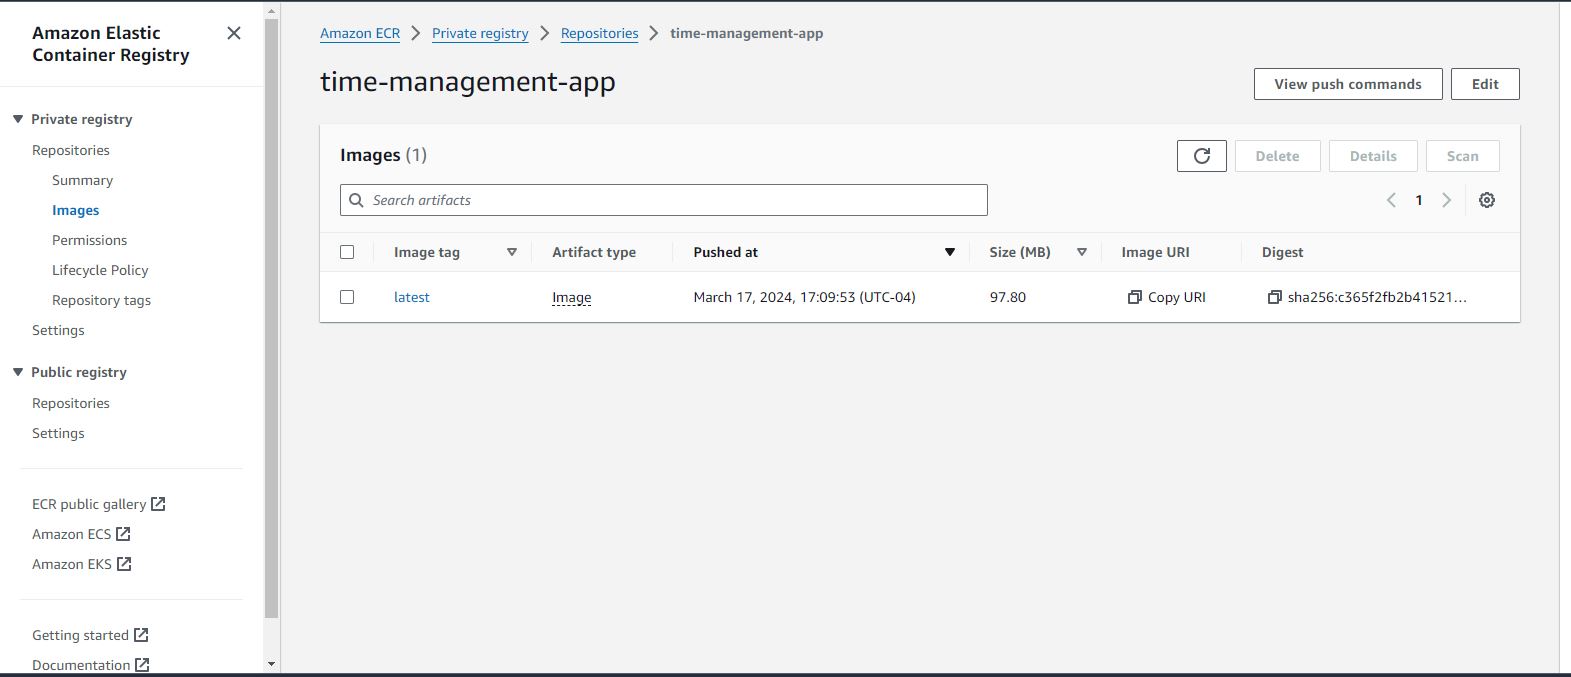 Amazon Elastic
Container Registry
Private registry
Repositories
Summary
Images
Permissions
Lifecycle Policy
Repository tags
Settings
Public registry
Repositories
Settings
ECR public gallery
Amazon ECS
Amazon EKS
Getting started
Documentation
Amazon ECR > Private registry > Repositories > time-management-app
time-management-app
View push commands Edit
Images (1)
Delete Details Scan
Search artifacts
1
Image tag Artifact type Pushed at Size (MB) Image URI Digest
latest Image March 17, 2024, 17:09:53 (UTC-04) 97.80 Copy URI sha256:c365f2fb2b41521...